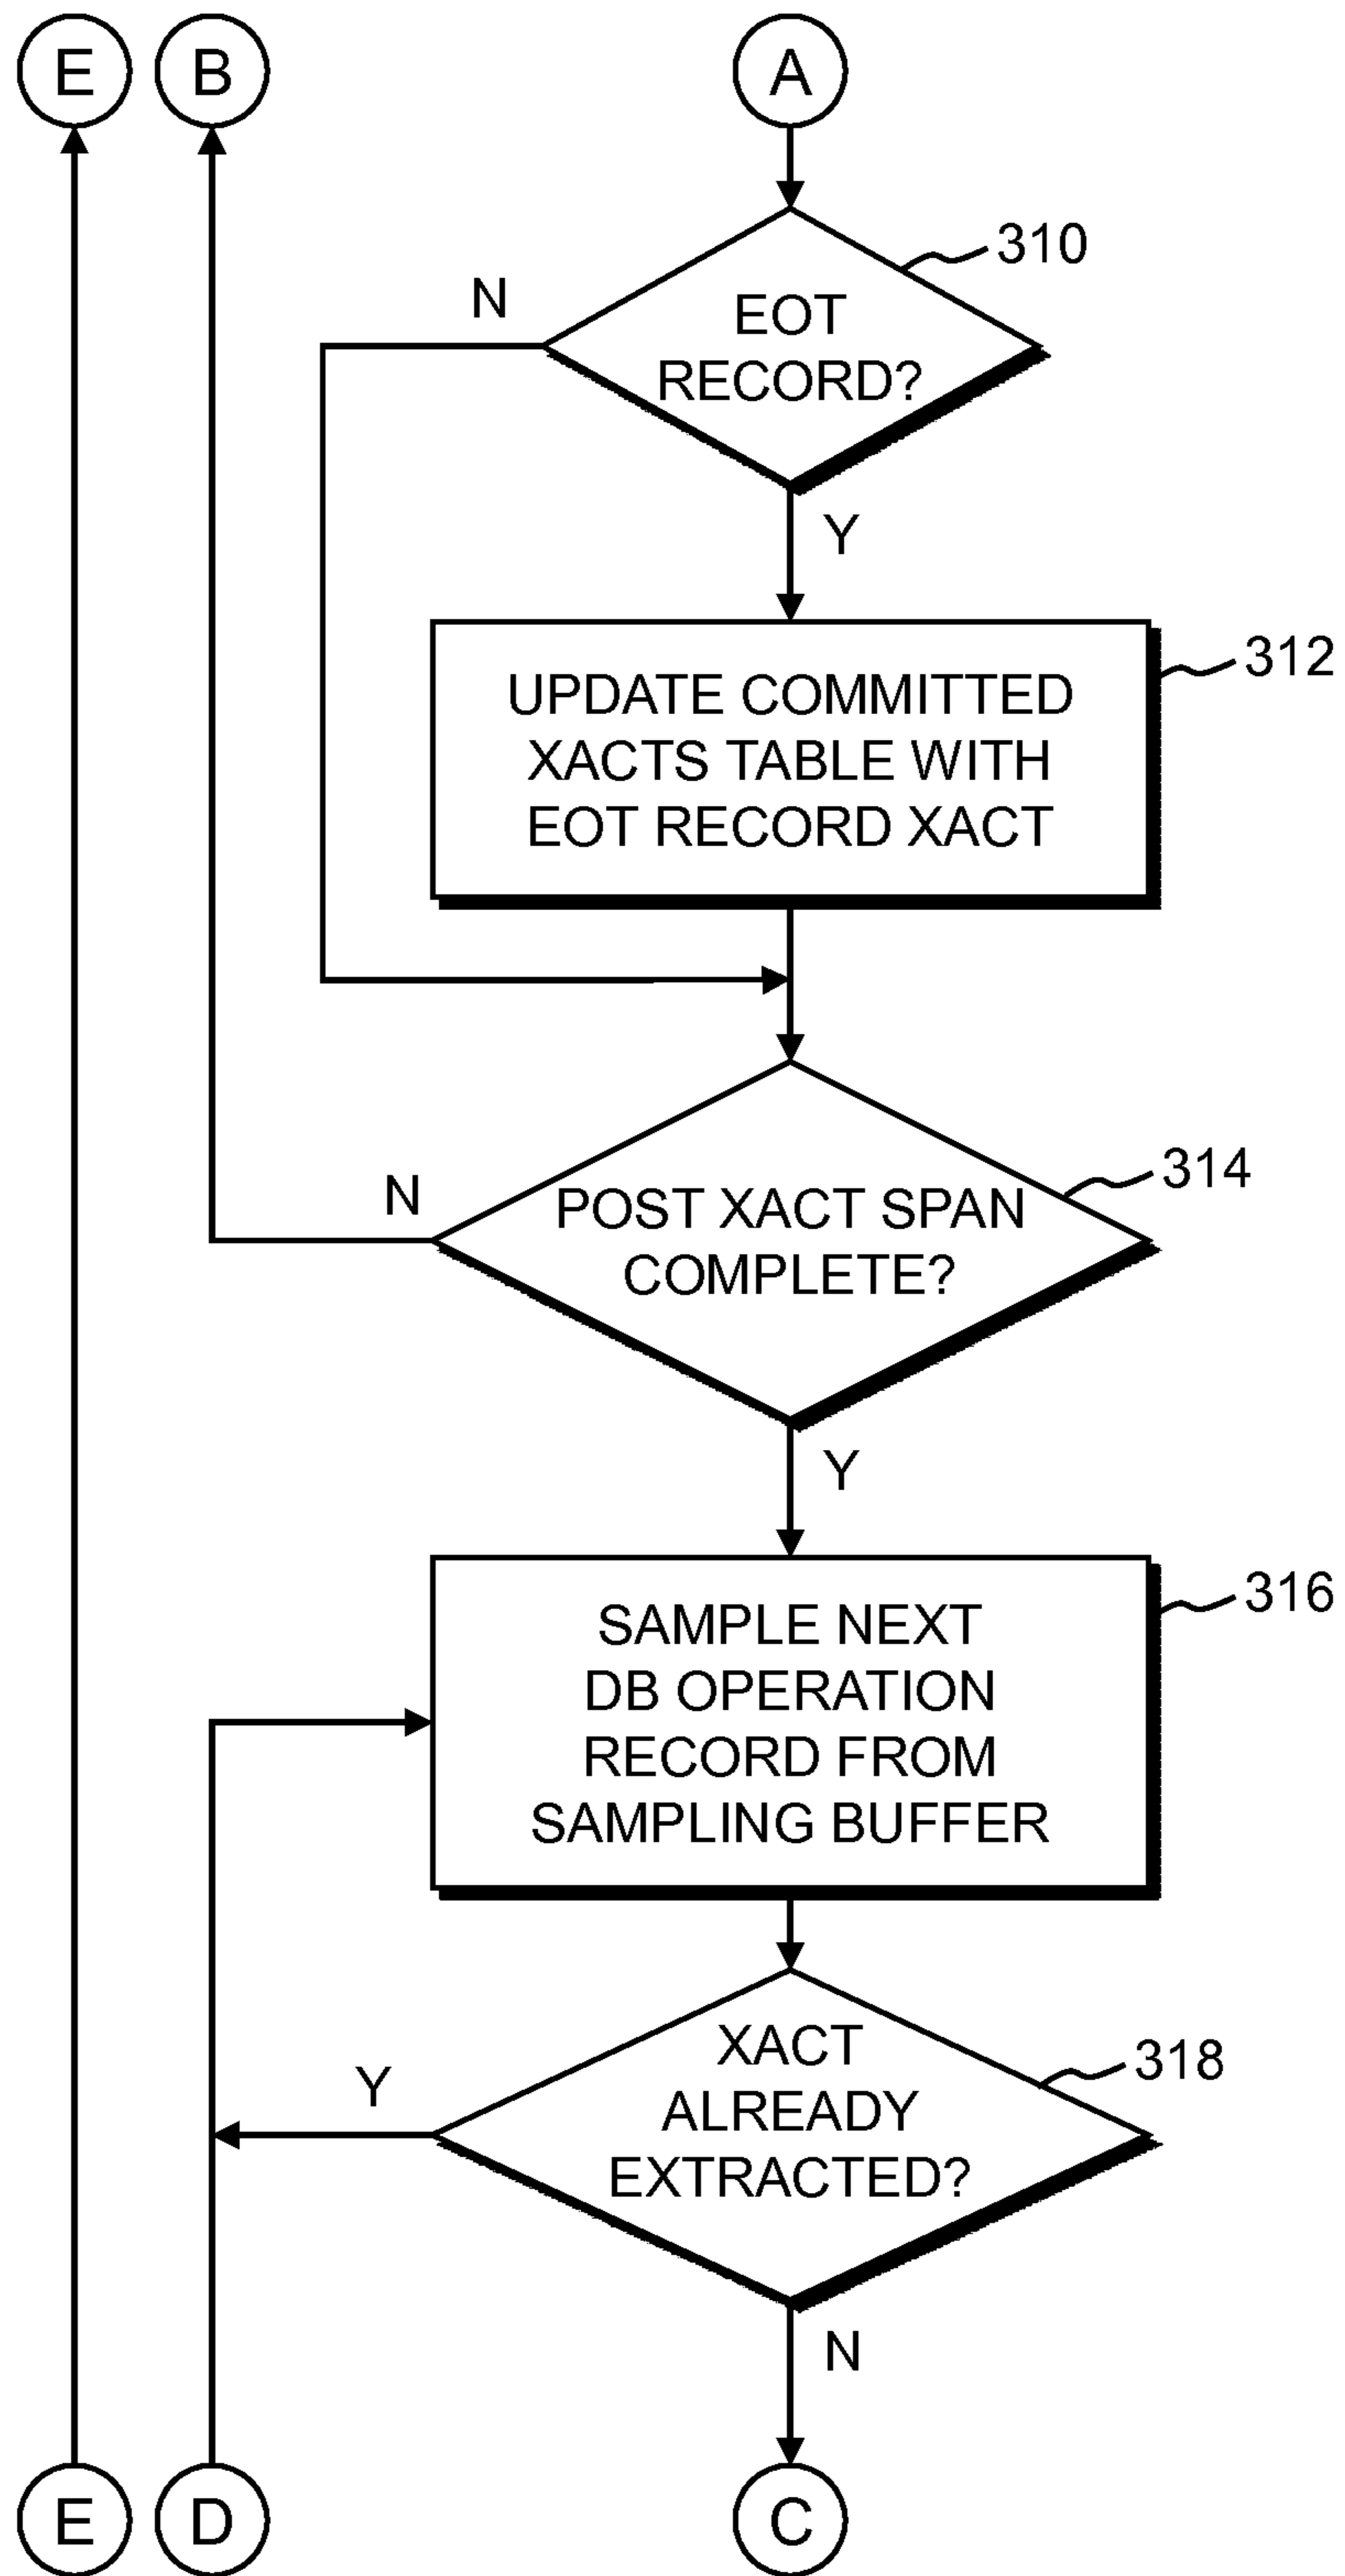 E
B
A
310
N
EOT
RECORD?
Y
312
UPDATE COMMITTED
XACTS TABLE WITH
EOT RECORD XACT
314
N
POST XACT SPAN
COMPLETE?
Y
316
SAMPLE NEXT
DB OPERATION
RECORD FROM
SAMPLING BUFFER
318
Y
XACT
ALREADY
EXTRACTED?
N
E
D
C